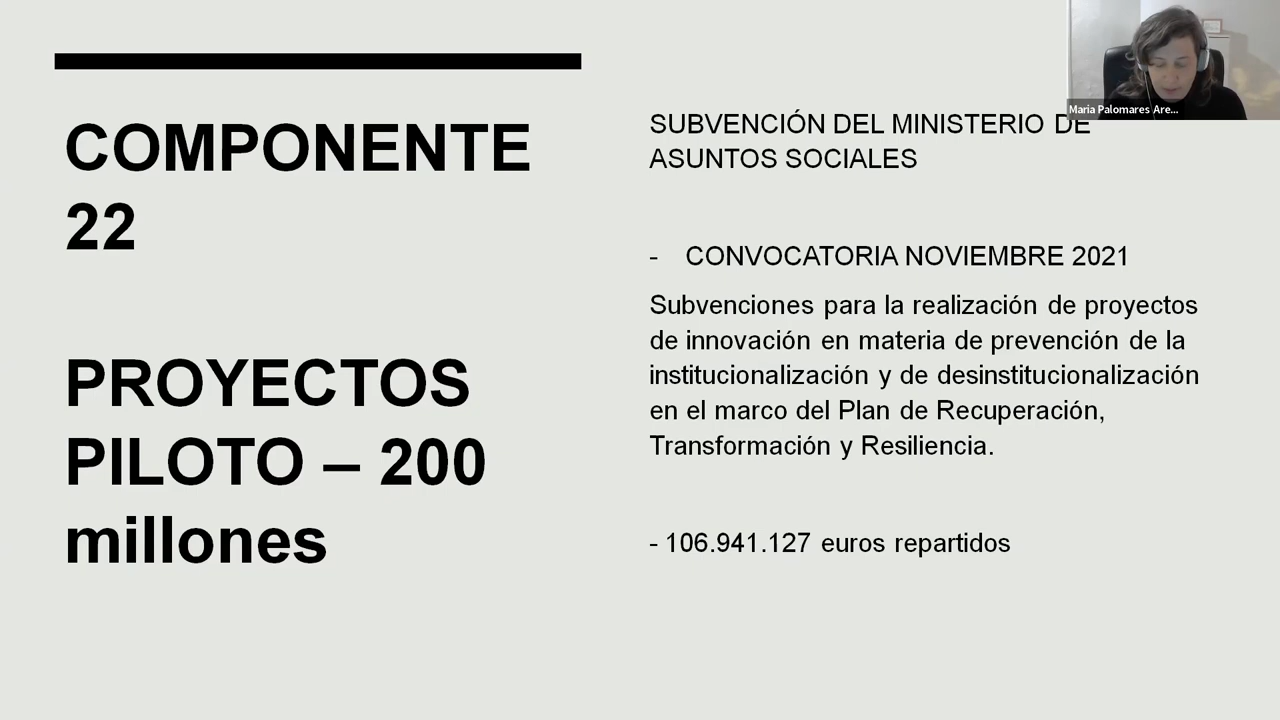 COMPONENTE
22
PROYECTOS
PILOTO – 200
millones
Maria Palomares Are...
SUBVENCIÓN DEL MINISTERIO DE
ASUNTOS SOCIALES
- CONVOCATORIA NOVIEMBRE 2021
Subvenciones para la realización de proyectos
de innovación en materia de prevención de la
institucionalización y de desinstitucionalización
en el marco del Plan de Recuperación,
Transformación y Resiliencia.
- 106.941.127 euros repartidos